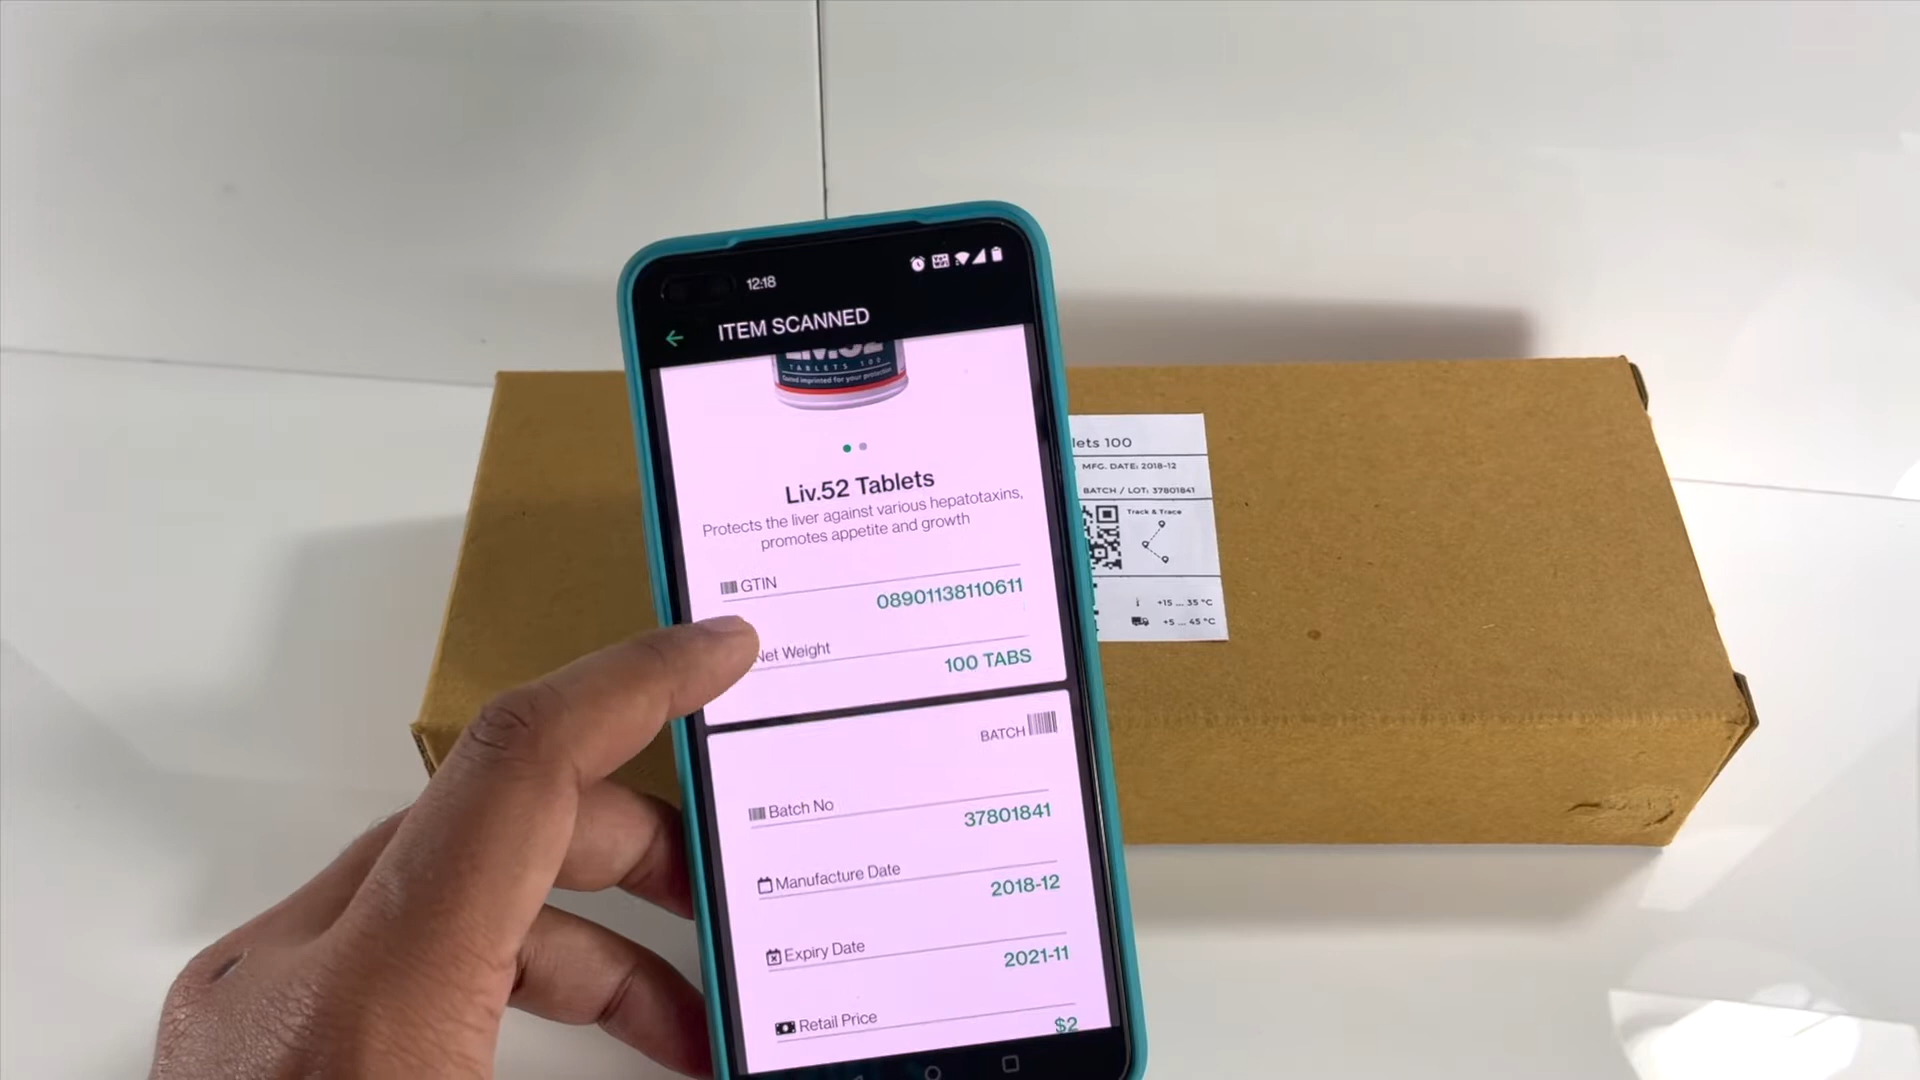 12:18
ITEM SCANNED
TABLETS 100
Protects the liver against various hepatotaxins,
promotes appetite and growth
Liv.52 Tablets
GTIN
08901138110611
Net Weight
100 TABS
BATCH
Batch No
37801841
Manufacture Date
2018-12
Expiry Date
2021-11
Retail Price
$2
lets 100
MFG. DATE: 2018-12
BATCH / LOT: 37801841
Track & Trace
+15 ... 35 °C
+5 ... 45 °C